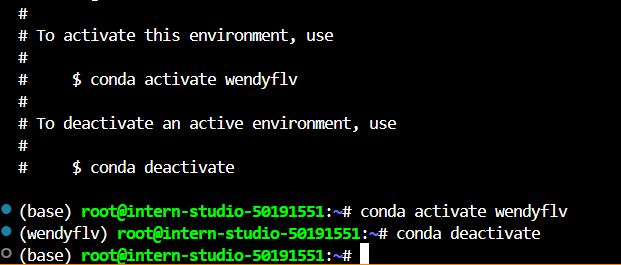 #
# To activate this environment, use
#
#     $ conda activate wendyflv
#
# To deactivate an active environment, use
#
#     $ conda deactivate
(base) root@intern-studio-50191551:~# conda activate wendyflv
(wendyflv) root@intern-studio-50191551:~# conda deactivate
(base) root@intern-studio-50191551:~#